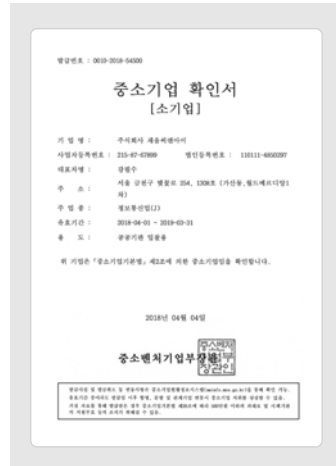 발급번호 : 0010-2018-54500
중소기업 확인서
[소기업]
기 업 명 : 주식회사 채움씨앤아이
사업자등록번호 : 215-87-67899 법인등록번호 : 110111-4850297
대표자명 : 강필수
주 소 : 서울 금천구 벚꽃로 254, 1308호 (가산동,월드메르디앙1
차)
주 업 종 : 정보통신업(J)
유효기간 : 2018-04-01 ~ 2019-03-31
용 도 : 공공기관 입찰용
위 기업은 「중소기업기본법」 제2조에 의한 중소기업임을 확인합니다.
2018년 04월 04일
중소벤처기업부장관